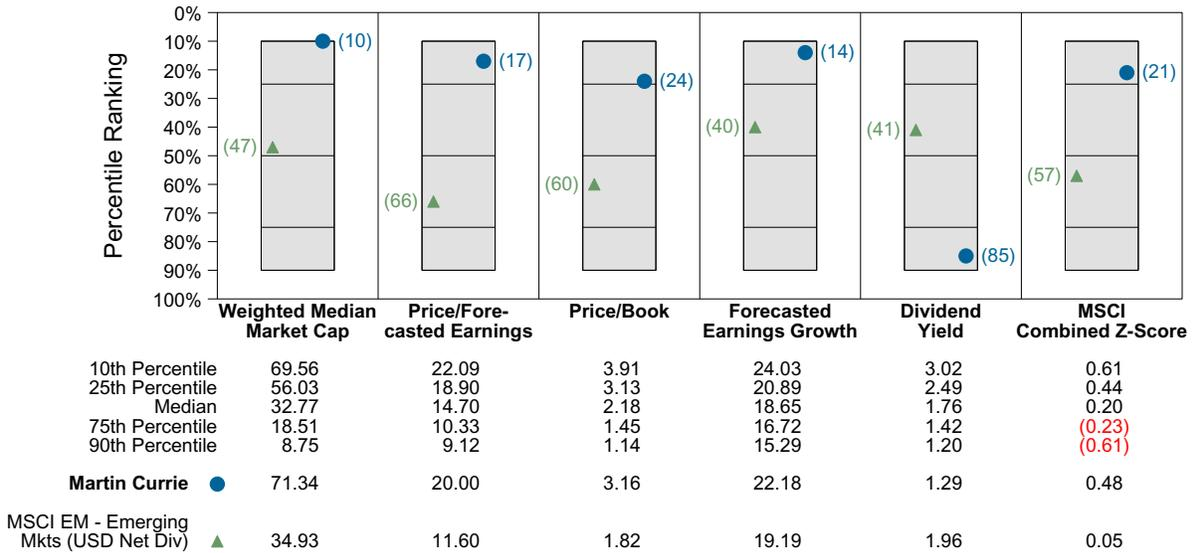 Percentile Ranking
0%
10%
20%
30%
40%
50%
60%
70%
80%
90%
100%
(10)
(47)
(17)
(66)
(24)
(60)
(14)
(40)
(41)
(85)
(21)
(57)
Weighted Median Market Cap
Price/Fore-casted Earnings
Price/Book
Forecasted Earnings Growth
Dividend Yield
MSCI Combined Z-Score
10th Percentile 69.56 22.09 3.91 24.03 3.02 0.61
25th Percentile 56.03 18.90 3.13 20.89 2.49 0.44
Median 32.77 14.70 2.18 18.65 1.76 0.20
75th Percentile 18.51 10.33 1.45 16.72 1.42 (0.23)
90th Percentile 8.75 9.12 1.14 15.29 1.20 (0.61)
Martin Currie 71.34 20.00 3.16 22.18 1.29 0.48
MSCI EM - Emerging
Mkts (USD Net Div) 34.93 11.60 1.82 19.19 1.96 0.05